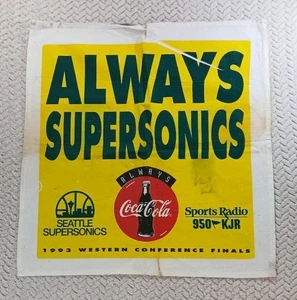 ALWAYS
SUPERSONICS
SEATTLE
SUPERSONICS
ALWAYS
Coca-Cola
Sports Radio
950 KJR
1993 WESTERN CONFERENCE FINALS